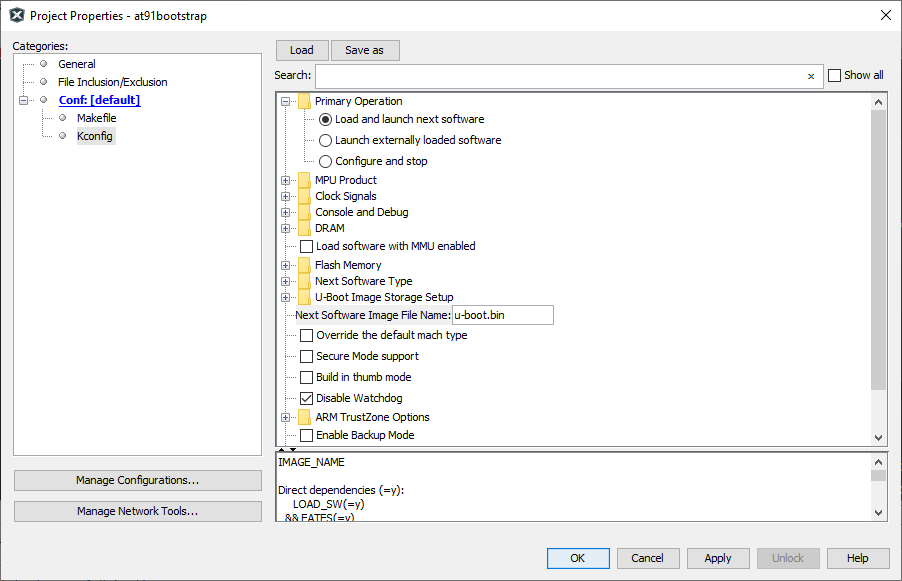 Project Properties - at91bootstrap
Categories:
General
File Inclusion/Exclusion
Conf: [default]
Makefile
Kconfig
Manage Configurations...
Manage Network Tools...
Load
Save as
Search:
Show all
Primary Operation
Load and launch next software
Launch externally loaded software
Configure and stop
MPU Product
Clock Signals
Console and Debug
DRAM
Load software with MMU enabled
Flash Memory
Next Software Type
U-Boot Image Storage Setup
Next Software Image File Name: u-boot.bin
Override the default mach type
Secure Mode support
Build in thumb mode
Disable Watchdog
ARM TrustZone Options
Enable Backup Mode
IMAGE_NAME
Direct dependencies (=y):
LOAD_SW(=y)
&& FATFS(=y)
OK
Cancel
Apply
Unlock
Help